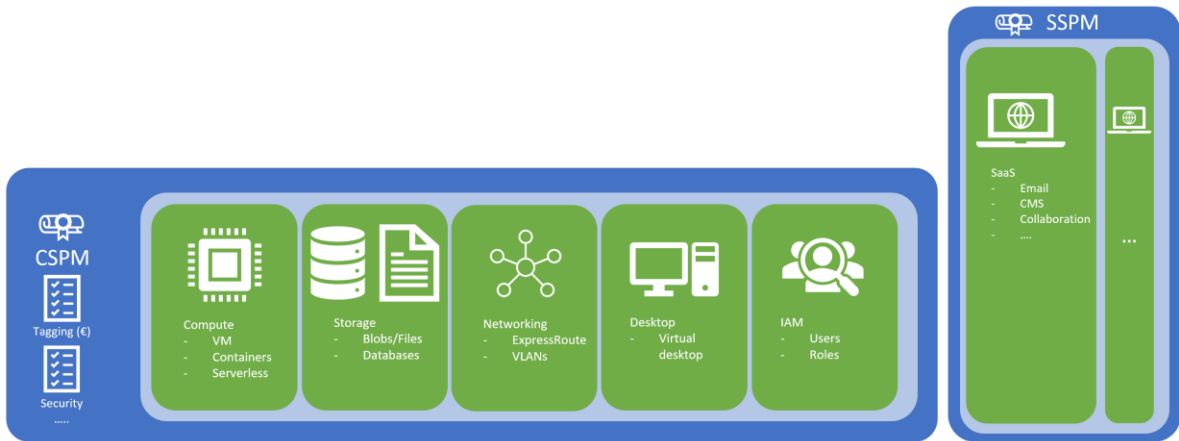 SSPM
SaaS
- Email
- CMS
- Collaboration
- ....
...
CSPM
Tagging (€)
Security
.....
Compute
- VM
- Containers
- Serverless
Storage
- Blobs/Files
- Databases
Networking
- ExpressRoute
- VLANs
Desktop
- Virtual
desktop
IAM
- Users
- Roles